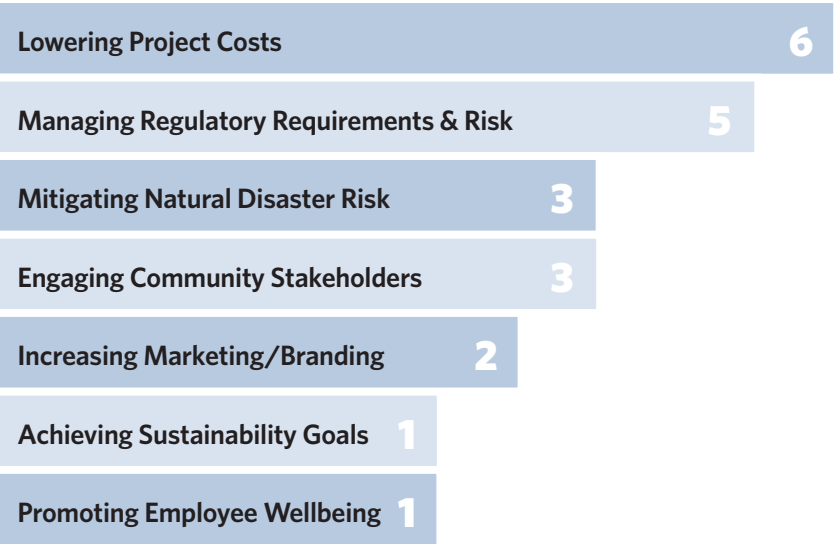 Lowering Project Costs 6
Managing Regulatory Requirements & Risk 5
Mitigating Natural Disaster Risk 3
Engaging Community Stakeholders 3
Increasing Marketing/Branding 2
Achieving Sustainability Goals 1
Promoting Employee Wellbeing 1